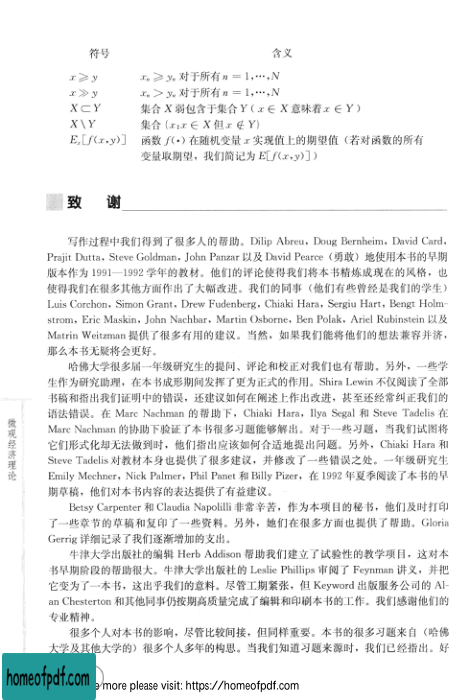 符号 含义
x≥y xₙ≥yₙ 对于所有 n=1,…,N
x≫y xₙ>yₙ 对于所有 n=1,…,N
X⊂Y 集合 X 弱包含于集合 Y (x∈X 意味着 x∈Y)
X\Y 集合 {x:x∈X 但 x∉Y}
Eₓ[f(x,y)] 函数 f(•) 在随机变量 x 实现值上的期望值（若对函数的所有
变量取期望，我们简记为 E[f(x,y)]）
致 谢
写作过程中我们得到了很多人的帮助。Dilip Abreu，Doug Bernheim，David Card，
Prajit Dutta，Steve Goldman，John Panzar 以及 David Pearce（勇敢）地使用本书的早期
版本作为 1991—1992 学年的教材。他们的评论使得我们将本书精炼成现在的风格，也
使得我们在很多其他方面作出了大幅改进。我们的同事（他们有些曾经是我们的学生）
Luis Corchon，Simon Grant，Drew Fudenberg，Chiaki Hara，Sergiu Hart，Bengt Holm-
strom，Eric Maskin，John Nachbar，Martin Osborne，Ben Polak，Ariel Rubinstein 以及
Matrin Weitzman 提供了很多有用的建议。当然，如果我们能将他们的想法兼容并济，
那么本书无疑将会更好。
哈佛大学很多届一年级研究生的提问、评论和校正对我们也有帮助。另外，一些学
生作为研究助理，在本书成形期间发挥了更为正式的作用。Shira Lewin 不仅阅读了全部
书稿和指出我们证明中的错误，还建议如何在阐述上作出改进，甚至还经常纠正我们的
语法错误。在 Marc Nachman 的帮助下，Chiaki Hara，Ilya Segal 和 Steve Tadelis 在
Marc Nachman 的协助下验证了本书很多习题能够解出。对于一些习题，当我们试图将
它们形式化却无法做到时，他们指出应该如何合适地提出问题。另外，Chiaki Hara 和
Steve Tadelis 对教材本身也提供了很多建议，并修改了一些错误之处。一年级研究生
Emily Mechner，Nick Palmer，Phil Panet 和 Billy Pizer，在 1992 年夏季阅读了本书的早
期草稿，他们对本书内容的表达提供了有益建议。
Betsy Carpenter 和 Claudia Napolilli 非常辛苦，作为本项目的秘书，他们及时打印
了一些章节的草稿和复印了一些资料。另外，她们在很多方面也提供了帮助。Gloria
Gerrig 详细记录了我们逐渐增加的支出。
牛津大学出版社的编辑 Herb Addison 帮助我们建立了试验性的教学项目，这对本
书早期阶段的帮助很大。牛津大学出版社的 Leslie Phillips 审阅了 Feynman 讲义，并把
它变为了一本书，这出乎我们的意料。尽管工期紧张，但 Keyword 出版服务公司的 Al-
an Chesterton 和其他同事仍按期高质量完成了编辑和印刷本书的工作。我们感谢他们的
专业精神。
很多个人对本书的影响，尽管比较间接，但同样重要。本书的很多习题来自（哈佛
大学及其他大学的）很多个人多年的构思。当我们知道习题来源时，我们已经指出。好
微观经济理论
homeofpdf.com
more please visit: https://homeofpdf.com